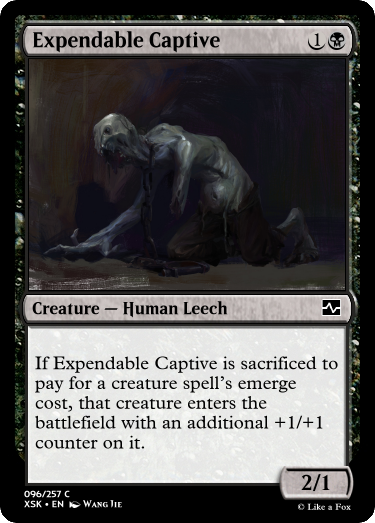 Expendable Captive 1
Creature — Human Leech
If Expendable Captive is sacrificed to
pay for a creature spell's emerge
cost, that creature enters the
battlefield with an additional +1/+1
counter on it.
2/1
096/257 C
XSK • EN Wang Jie
© Like a Fox